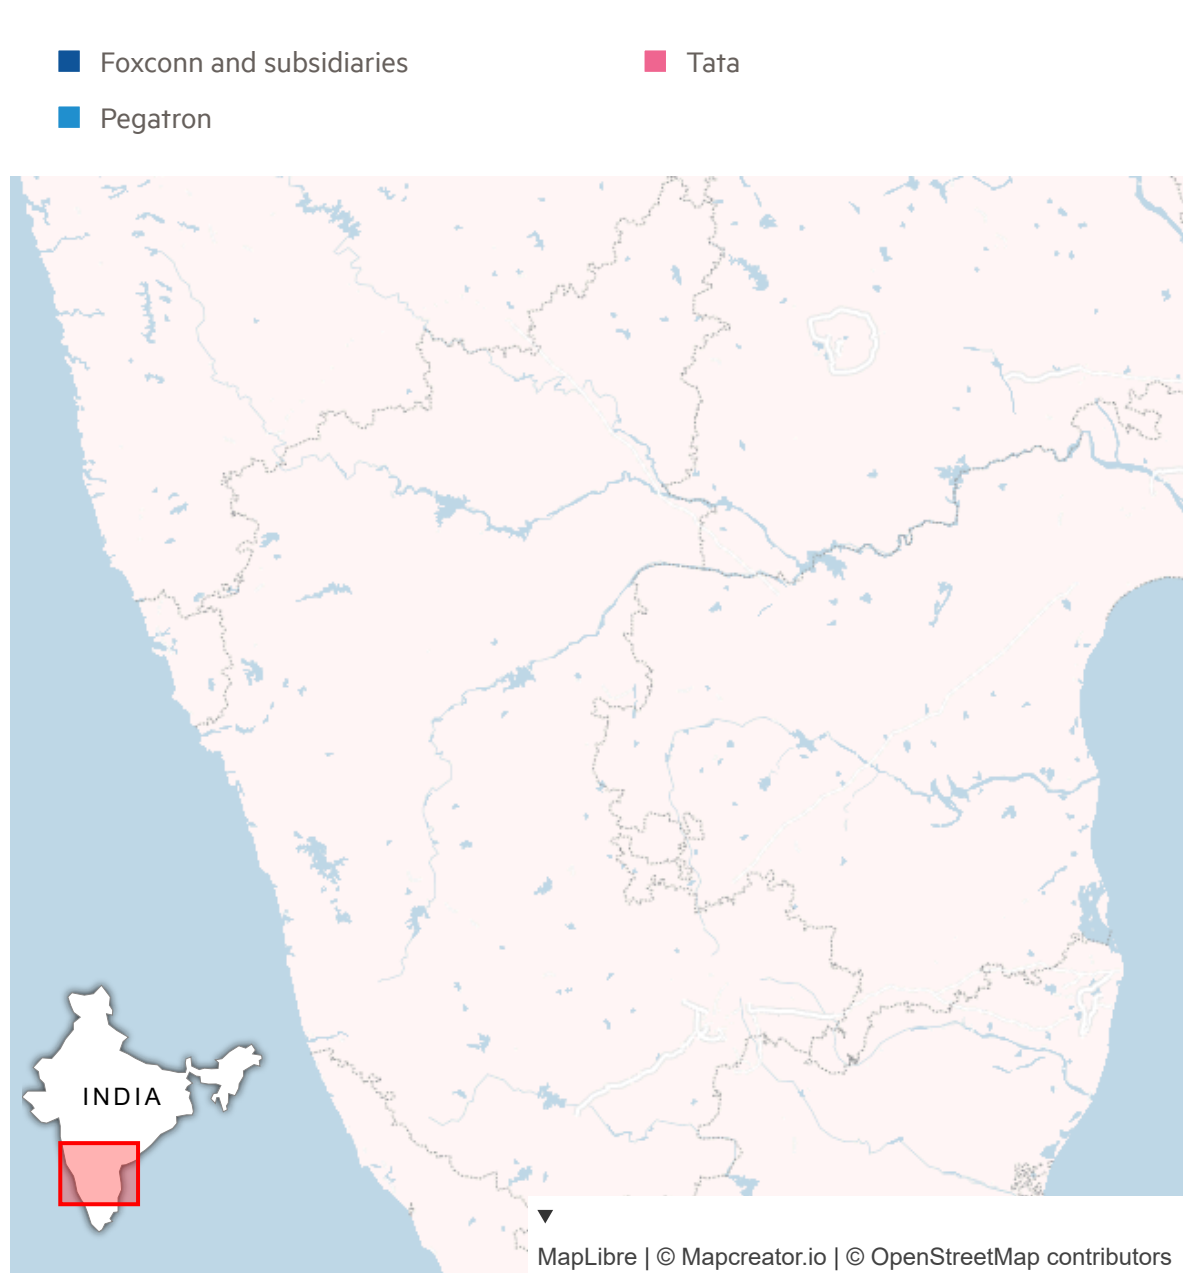 Foxconn and subsidiaries
Tata
Pegatron
INDIA
MapLibre | © Mapcreator.io | © OpenStreetMap contributors